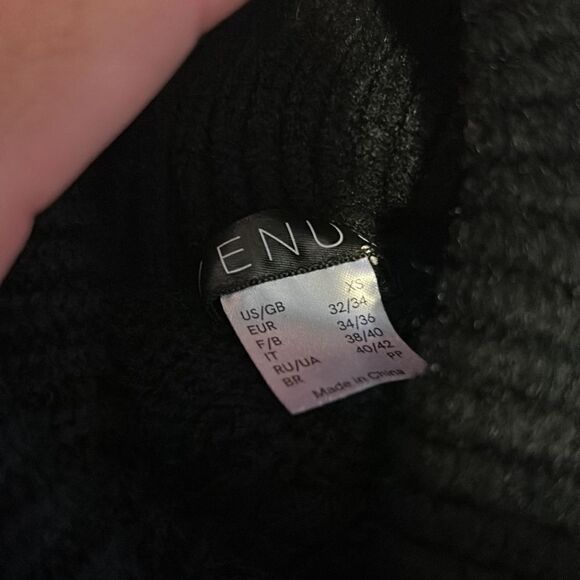 VENUS
US/GB XS
EUR 32/34
F/B 34/36
IT 38/40
RU/UA 40/42
BR PP
Made in China